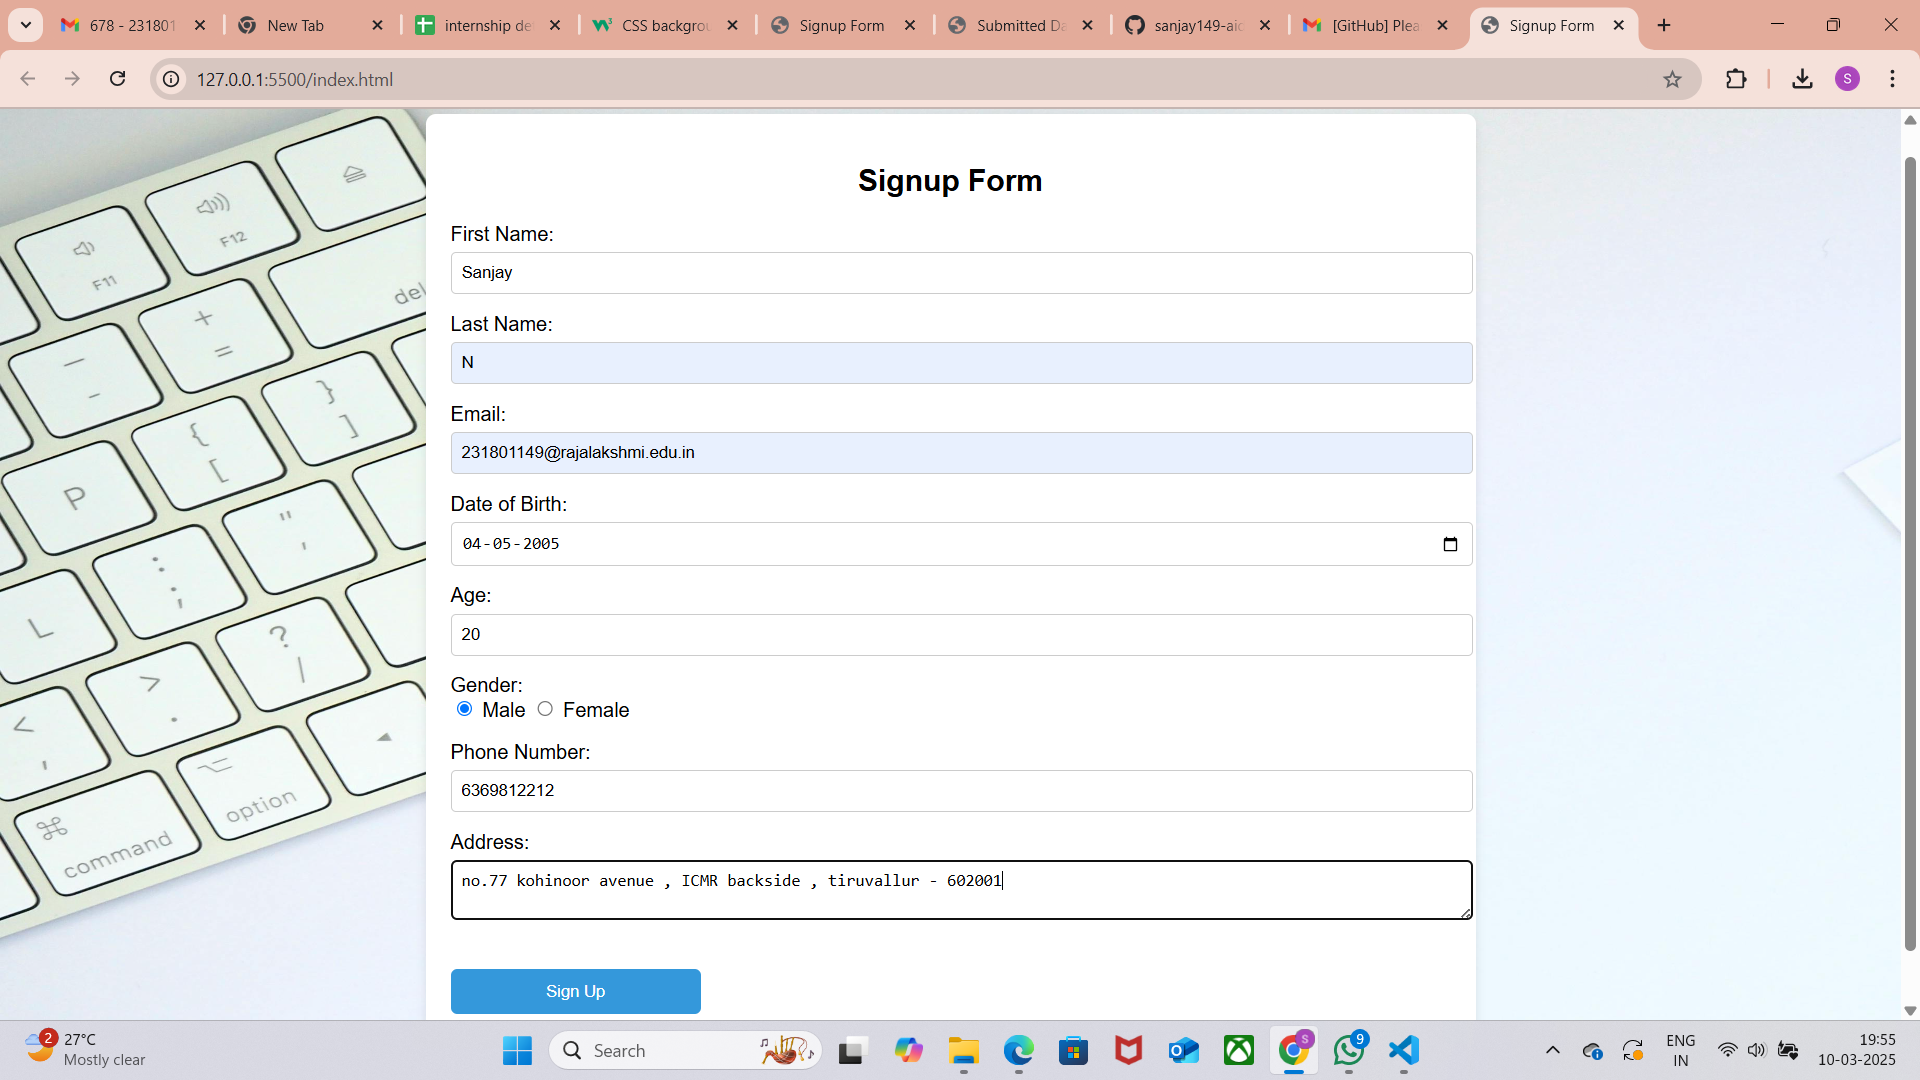 678 - 231801
New Tab
internship de
CSS backgrou
Signup Form
Submitted Da
sanjay149-aid
[GitHub] Plea
Signup Form
127.0.0.1:5500/index.html
S
F11
F12
del
+
=
—
-
}
]
{
[
P
"
,
:
;
L
?
/
>
.
<
,
command
option
Signup Form
First Name:
Sanjay
Last Name:
N
Email:
231801149@rajalakshmi.edu.in
Date of Birth:
04-05-2005
Age:
20
Gender:
Male Female
Phone Number:
6369812212
Address:
no.77 kohinoor avenue , ICMR backside , tiruvallur - 602001
Sign Up
2
27°C
Mostly clear
Search
S
9
ENG
IN
19:55
10-03-2025